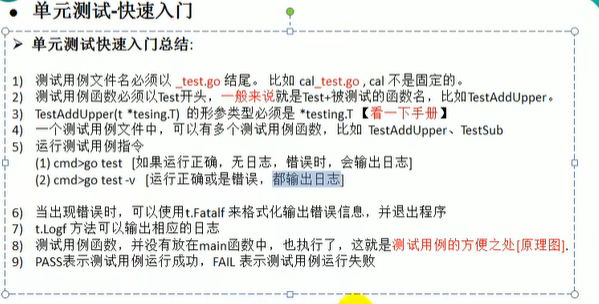 • 单元测试-快速入门
➢ 单元测试快速入门总结:
1) 测试用例文件名必须以 _test.go 结尾。 比如 cal_test.go , cal 不是固定的。
2) 测试用例函数必须以Test开头，一般来说就是Test+被测试的函数名，比如TestAddUpper。
3) TestAddUpper(t *tesing.T) 的形参类型必须是 *testing.T 【看一下手册】
4) 一个测试用例文件中，可以有多个测试用例函数，比如 TestAddUpper、TestSub
5) 运行测试用例指令
(1) cmd>go test [如果运行正确，无日志，错误时，会输出日志]
(2) cmd>go test -v [运行正确或是错误，都输出日志]
6) 当出现错误时，可以使用t.Fatalf 来格式化输出错误信息，并退出程序
7) t.Logf 方法可以输出相应的日志
8) 测试用例函数，并没有放在main函数中，也执行了，这就是测试用例的方便之处[原理图].
9) PASS表示测试用例运行成功，FAIL 表示测试用例运行失败